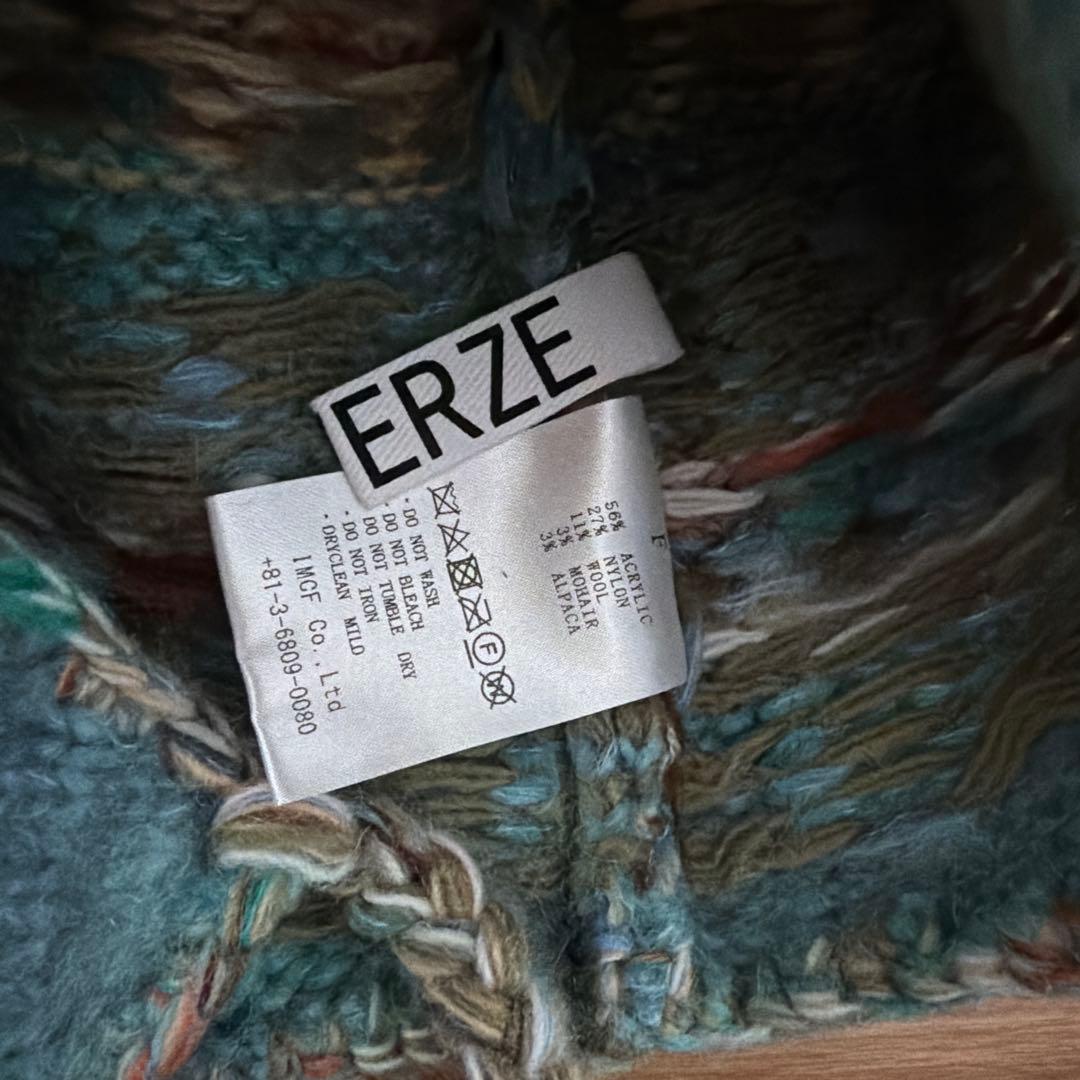 ERZE
F
56% ACRYLIC
27% NYLON
11% WOOL
3% MOHAIR
3% ALPACA
F
W
· DO NOT WASH
· DO NOT BLEACH
· DO NOT TUMBLE DRY
· DO NOT IRON
· DRYCLEAN MILD
IMGF Co.,Ltd
+81-3-6809-0080